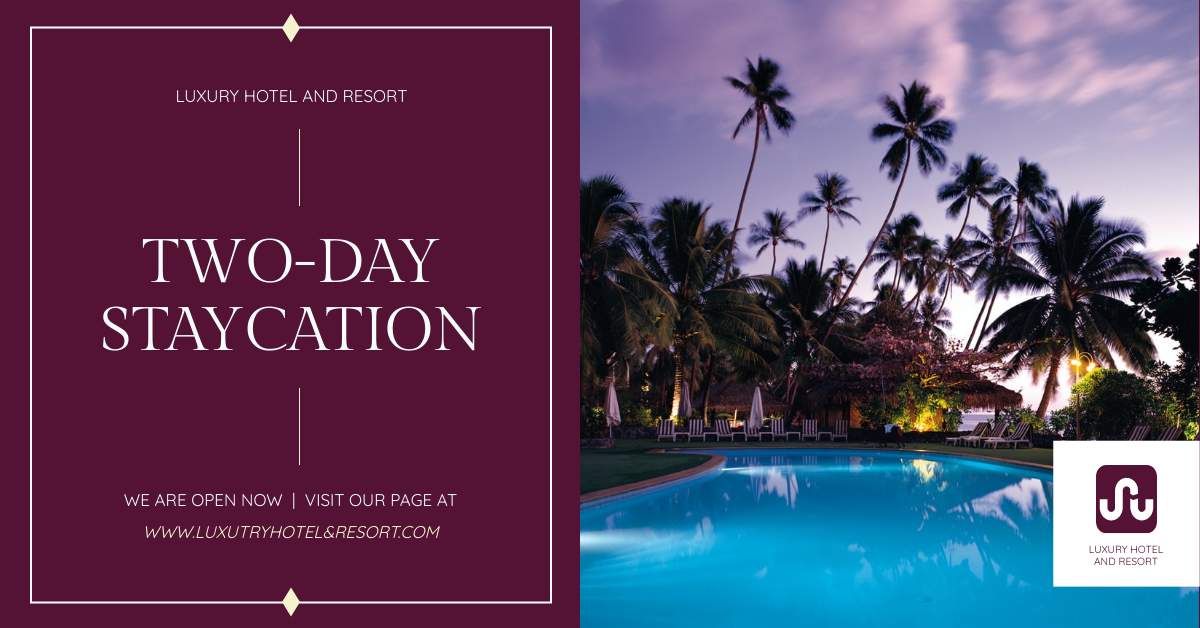 LUXURY HOTEL AND RESORT
TWO-DAY
STAYCATION
WE ARE OPEN NOW | VISIT OUR PAGE AT
WWW.LUXUTRYHOTEL&RESORT.COM
LUXURY HOTEL
AND RESORT